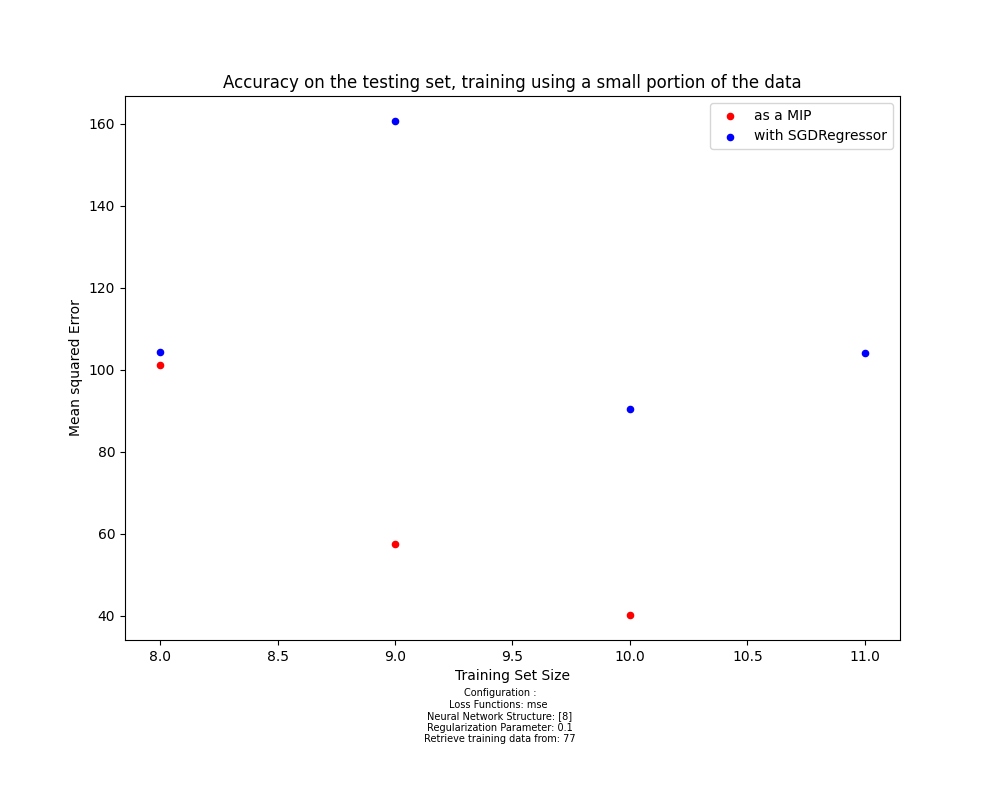 Accuracy on the testing set, training using a small portion of the data
as a MIP
with SGDRegressor
160
140
120
100
80
60
40
Mean squared Error
8.0 8.5 9.0 9.5 10.0 10.5 11.0
Training Set Size
Configuration :
Loss Functions: mse
Neural Network Structure: [8]
Regularization Parameter: 0.1
Retrieve training data from: 77